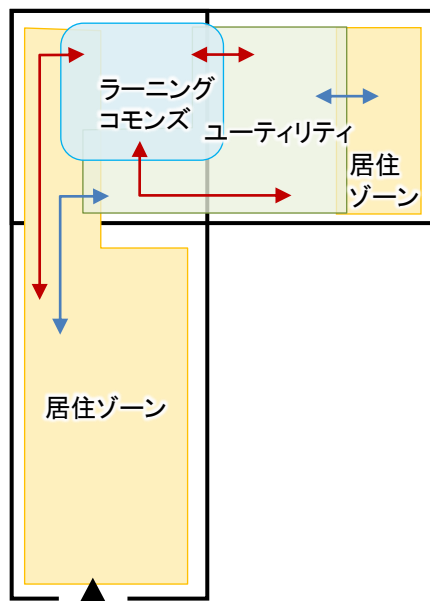 ラーニング
コモンズ
ユーティリティ
居住
ゾーン
居住ゾーン